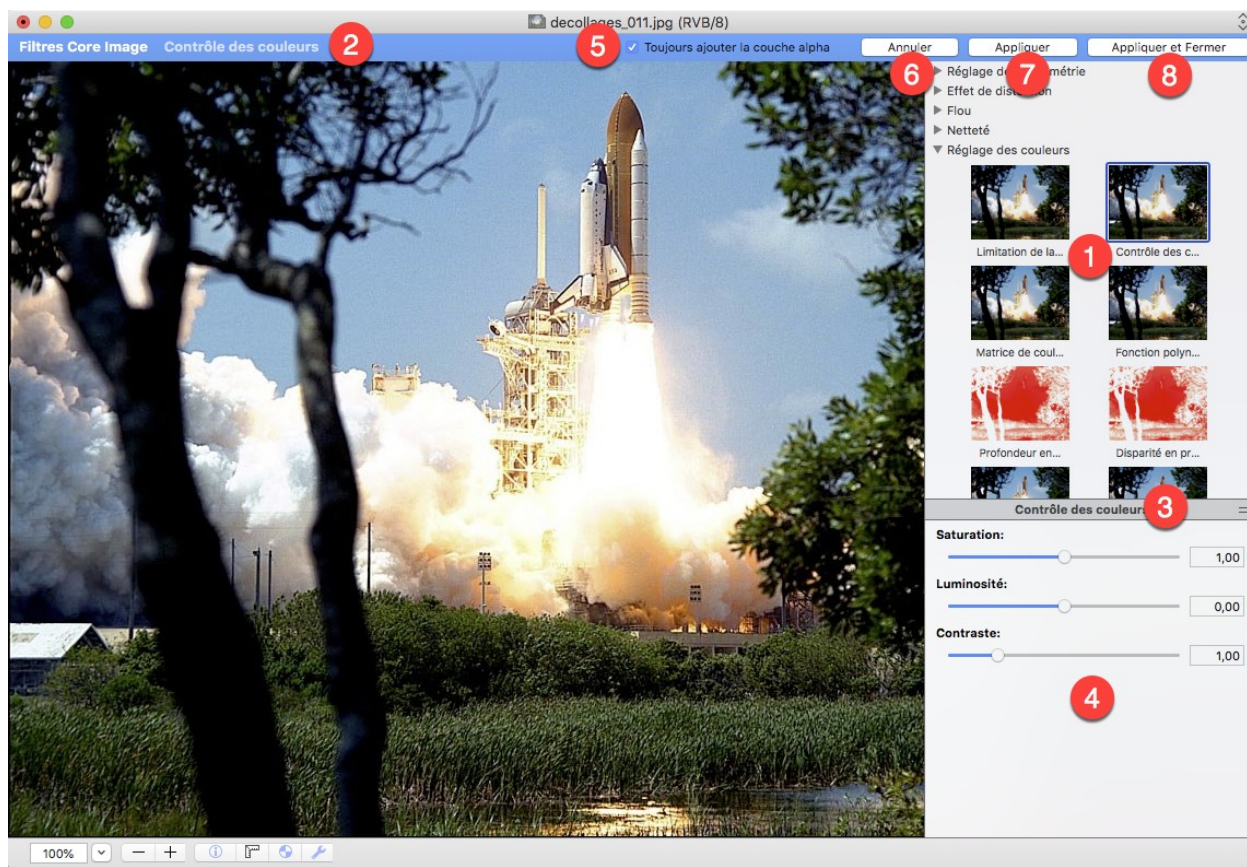 decollages_011.jpg (RVB/8)
Filtres Core Image Contrôle des couleurs 2 5 Toujours ajouter la couche alpha Annuler Appliquer Appliquer et Fermer
6 7 8
Réglage de métrie
Effet de dis on
Flou
Netteté
Réglage des couleurs
Limitation de la... 1 Contrôle des c...
Matrice de coul... Fonction polyn...
Profondeur en... Disparité en pr...
Contrôle des couleurs 3
Saturation:
1,00
Luminosité:
0,00
Contraste:
1,00
4
100%